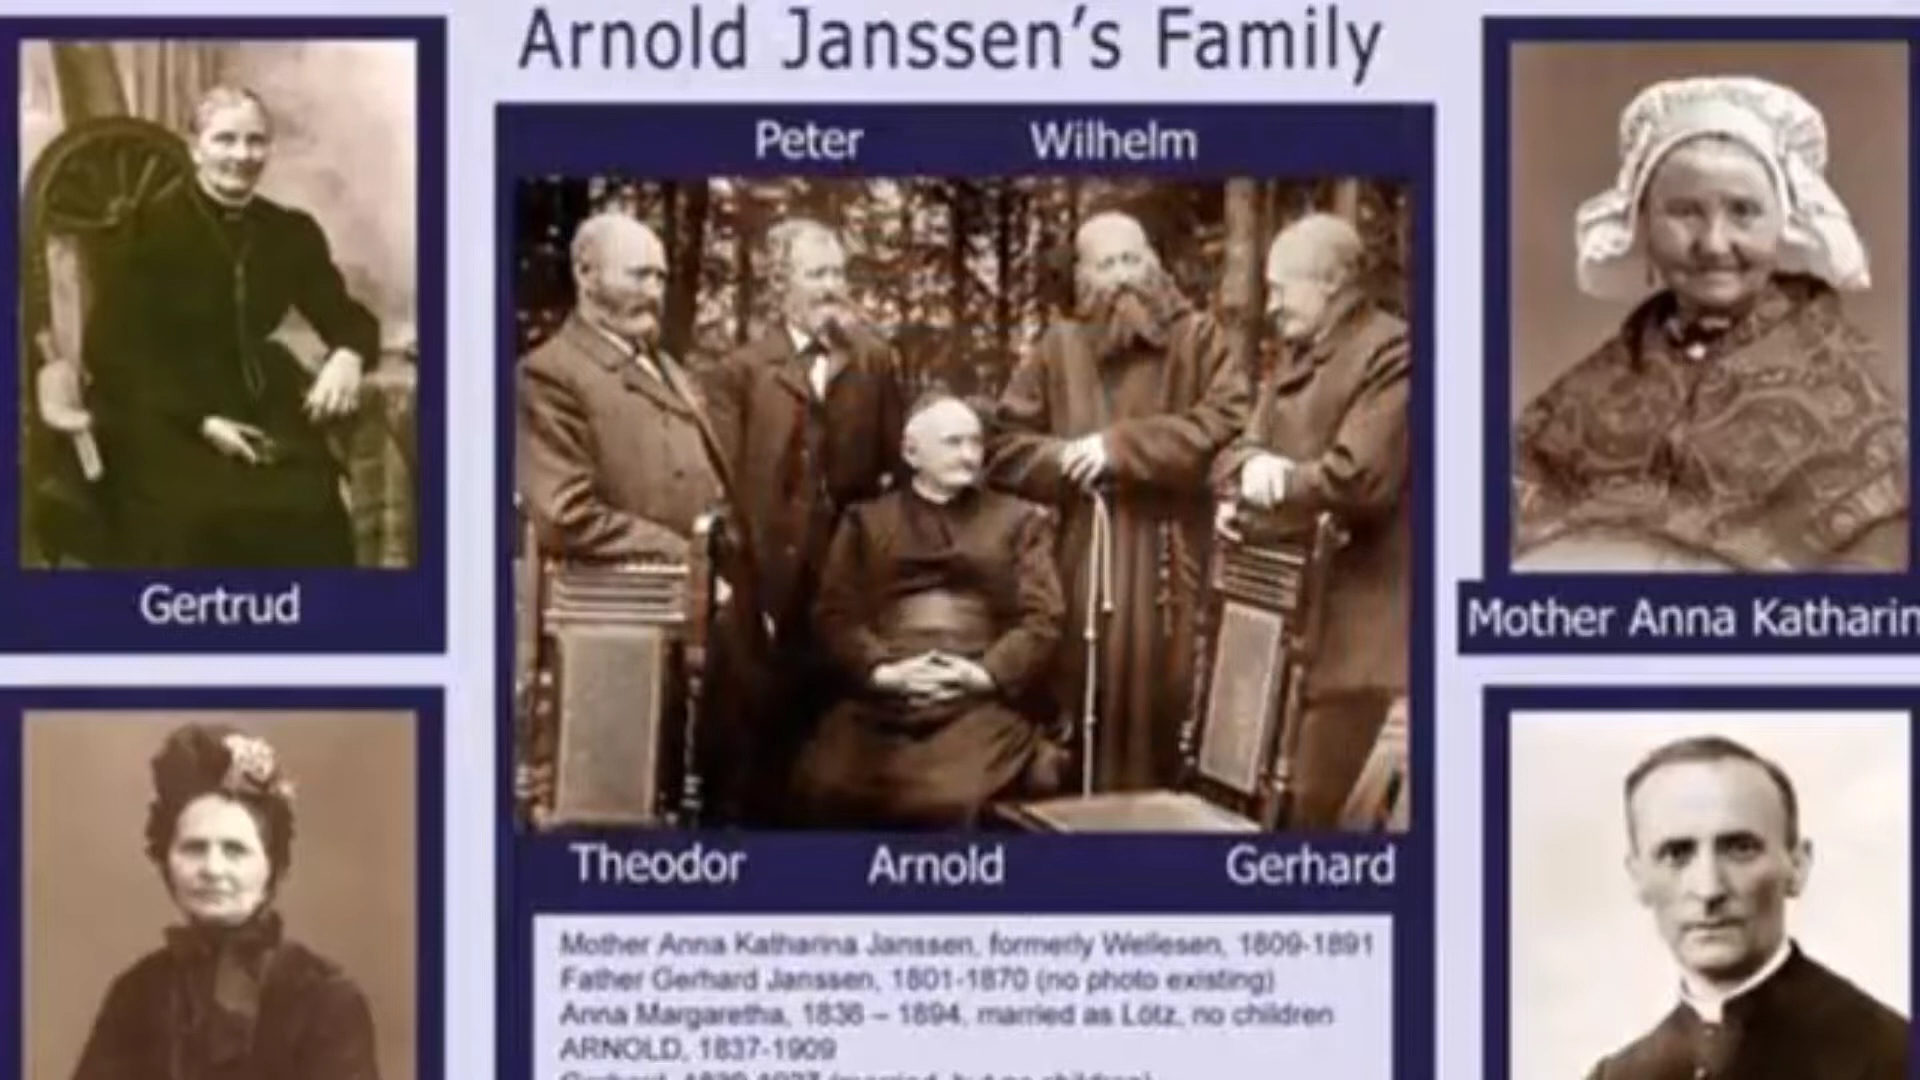 Arnold Janssen's Family
Peter Wilhelm
Gertrud
Mother Anna Katharin
Theodor Arnold Gerhard
Mother Anna Katharina Janssen, formerly Wellesen, 1809-1891
Father Gerhard Janssen, 1801-1870 (no photo existing)
Anna Margaretha, 1836 – 1894, married as Lötz, no children
ARNOLD, 1837-1909